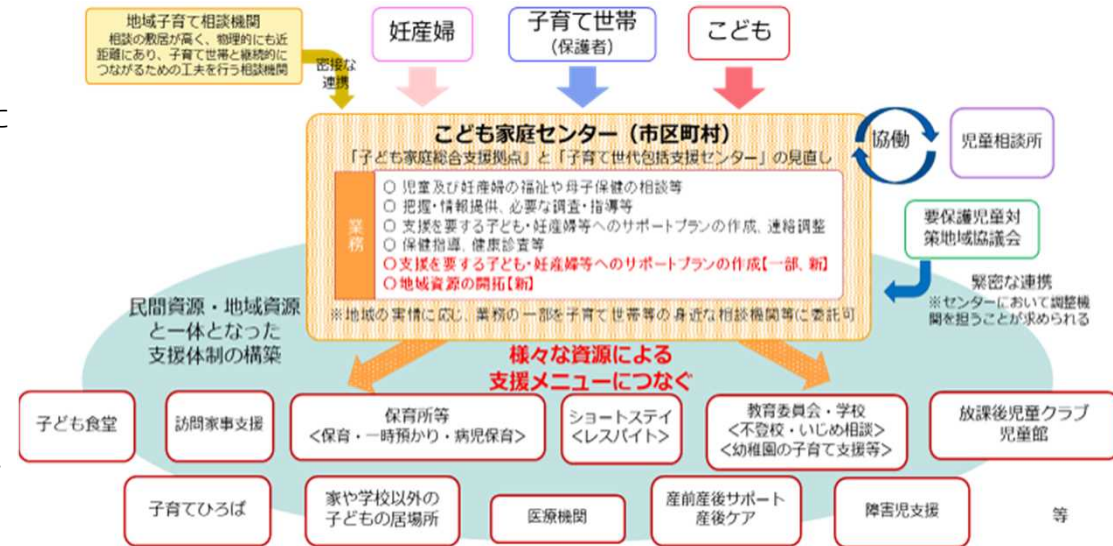 地域子育て相談機関
相談の敷居が高く、物理的にも近
距離にあり、子育て世帯と継続的に
つながるための工夫を行う相談機関
密接な
連携
妊産婦
子育て世帯
(保護者)
こども
に
こども家庭センター（市区町村）
「子ども家庭総合支援拠点」と「子育て世代包括支援センター」の見直し
業務
○ 児童及び妊産婦の福祉や母子保健の相談等
○ 把握・情報提供、必要な調査・指導等
○ 支援を要する子ども・妊産婦等へのサポートプランの作成、連絡調整
○ 保健指導、健康診査等
○支援を要する子ども・妊産婦等へのサポートプランの作成【一部、新】
○地域資源の開拓【新】
※地域の実情に応じ、業務の一部を子育て世帯等の身近な相談機関等に委託可
協働
児童相談所
要保護児童対
策地域協議会
緊密な連携
※センターにおいて調整機
関を担うことが求められる
民間資源・地域資源
と一体となった
支援体制の構築
様々な資源による
支援メニューにつなぐ
子ども食堂
訪問家事支援
保育所等
<保育・一時預かり・病児保育>
ショートステイ
<レスパイト>
教育委員会・学校
<不登校・いじめ相談>
<幼稚園の子育て支援等>
放課後児童クラブ
児童館
子育てひろば
家や学校以外の
子どもの居場所
医療機関
産前産後サポート
産後ケア
障害児支援
等